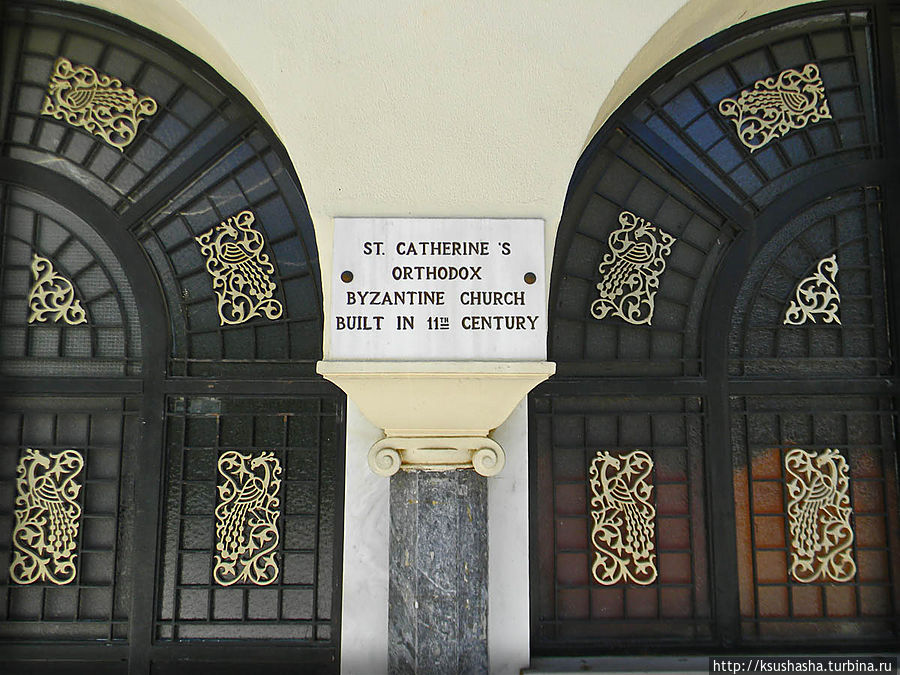 ST. CATHERINE 'S
ORTHODOX
BYZANTINE CHURCH
BUILT IN 11TH CENTURY
http://ksushasha.turbina.ru